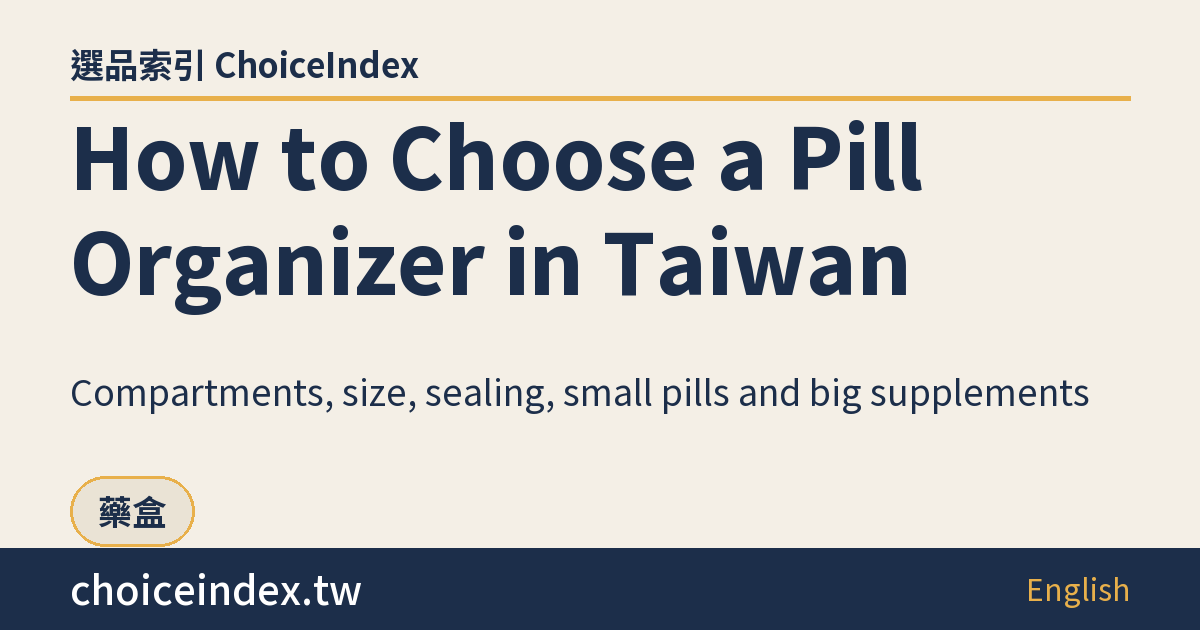 選品索引 ChoiceIndex
How to Choose a Pill
Organizer in Taiwan
Compartments, size, sealing, small pills and big supplements
藥盒
choiceindex.tw
English